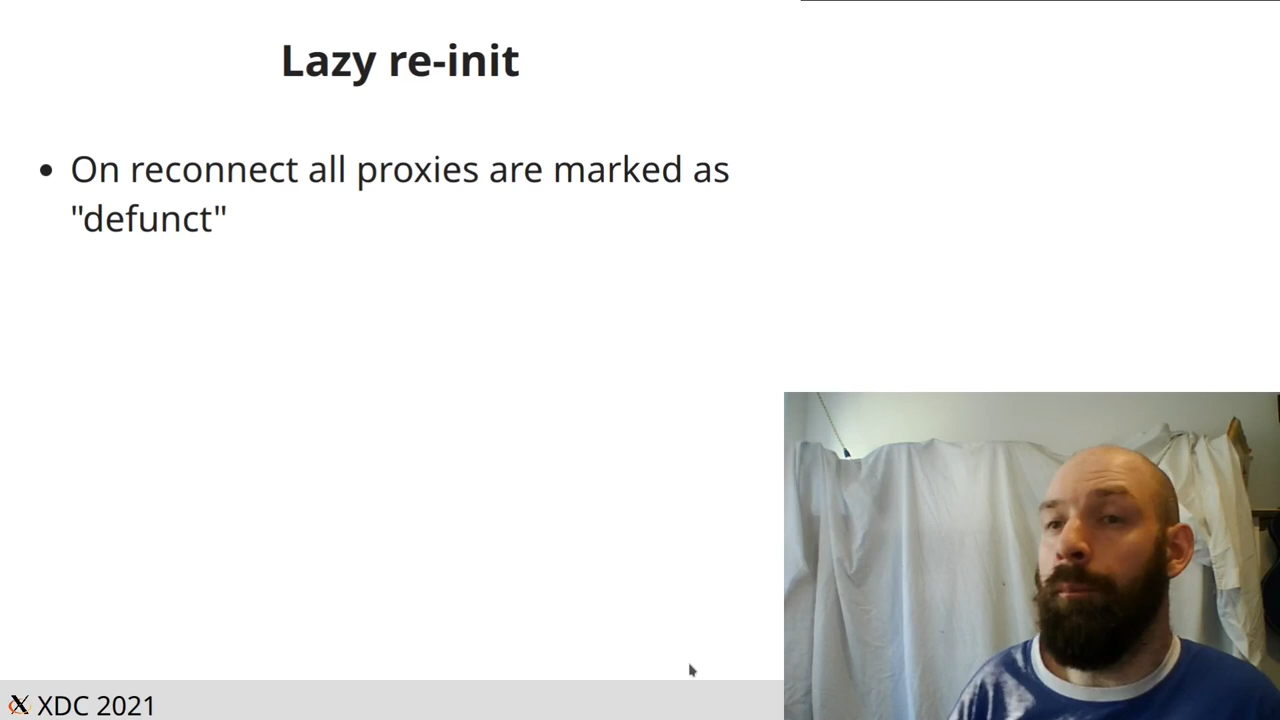 Lazy re-init
• On reconnect all proxies are marked as
"defunct"
XDC 2021